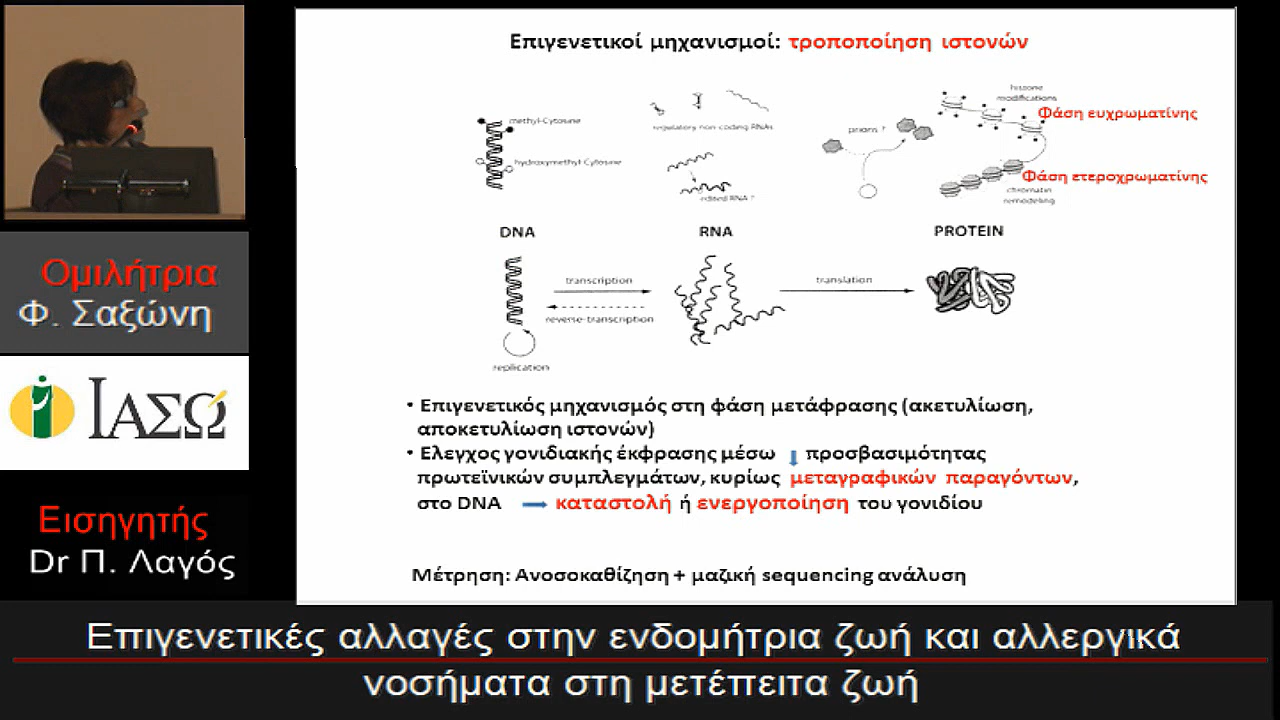 Επιγενετικοί μηχανισμοί: τροποποίηση ιστονών
histone
modifications
Φάση ευχρωματίνης
methyl-Cytosine
regulatory non coding RNAs
prions ?
hydroxymethyl-Cytosine
Φάση ετεροχρωματίνης
edited RNA ?
chromatin
remodeling
DNA
RNA
PROTEIN
transcription
translation
reverse-transcription
replication
• Επιγενετικός μηχανισμός στη φάση μετάφρασης (ακετυλίωση,
αποκετυλίωση ιστονών)
• Ελεγχος γονιδιακής έκφρασης μέσω ↓ προσβασιμότητας
πρωτεϊνικών συμπλεγμάτων, κυρίως μεταγραφικών παραγόντων,
στο DNA → καταστολή ή ενεργοποίηση του γονιδίου
Μέτρηση: Ανοσοκαθίζηση + μαζική sequencing ανάλυση
Ομιλήτρια
Φ. Σαξώνη
ΙΑΣΩ
Εισηγητής
Dr Π. Λαγός
Επιγενετικές αλλαγές στην ενδομήτρια ζωή και αλλεργικά
νοσήματα στη μετέπειτα ζωή